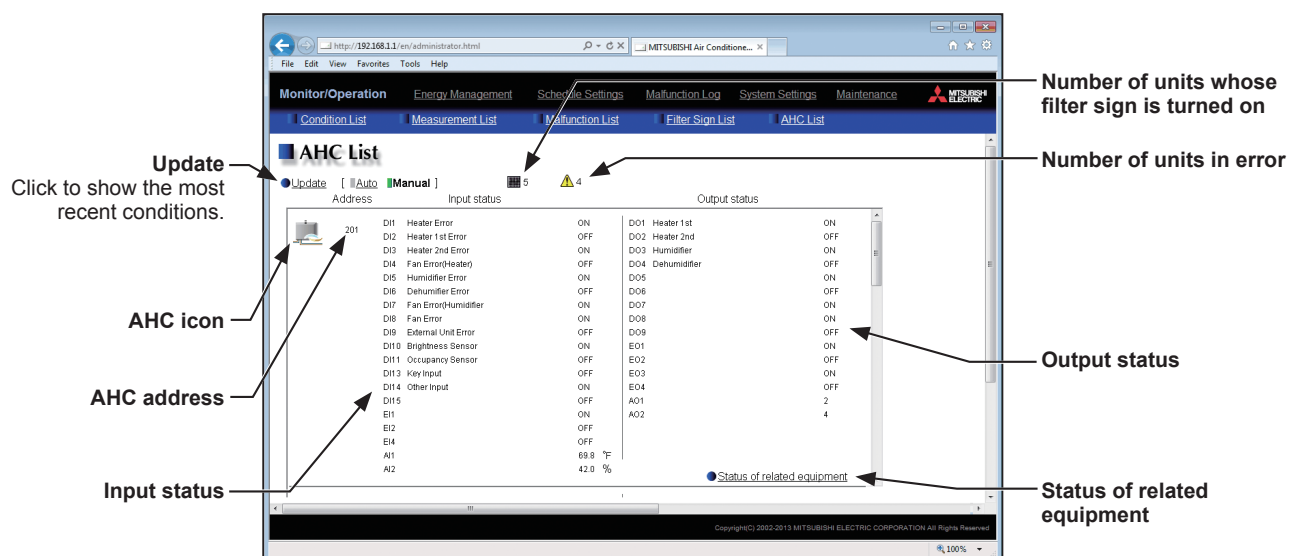 http://192.168.1.1/en/administrator.html
MITSUBISHI Air Conditione...
File Edit View Favorites Tools Help
Monitor/Operation Energy Management Schedule Settings Malfunction Log System Settings Maintenance MITSUBISHI ELECTRIC
Condition List Measurement List Malfunction List Filter Sign List AHC List
AHC List
Update [ Auto Manual ] 5 4
Address Input status Output status
201
DI1 Heater Error ON DO1 Heater 1st ON
DI2 Heater 1st Error OFF DO2 Heater 2nd OFF
DI3 Heater 2nd Error ON DO3 Humidifier ON
DI4 Fan Error(Heater) OFF DO4 Dehumidifier OFF
DI5 Humidifier Error ON DO5 ON
DI6 Dehumifier Error OFF DO6 OFF
DI7 Fan Error(Humidifier ON DO7 ON
DI8 Fan Error ON DO8 ON
DI9 External Unit Error OFF DO9 OFF
DI10 Brightness Sensor ON EO1 ON
DI11 Occupancy Sensor OFF EO2 OFF
DI13 Key Input OFF EO3 ON
DI14 Other Input ON EO4 OFF
DI15 OFF AO1 2
EI1 ON AO2 4
EI2 OFF
EI4 OFF
AI1 69.8 °F
AI2 42.0 %
Status of related equipment
Copyright(C) 2002-2013 MITSUBISHI ELECTRIC CORPORATION All Rights Reserved
100%
Update
Click to show the most
recent conditions.
AHC icon
AHC address
Input status
Number of units whose
filter sign is turned on
Number of units in error
Output status
Status of related
equipment